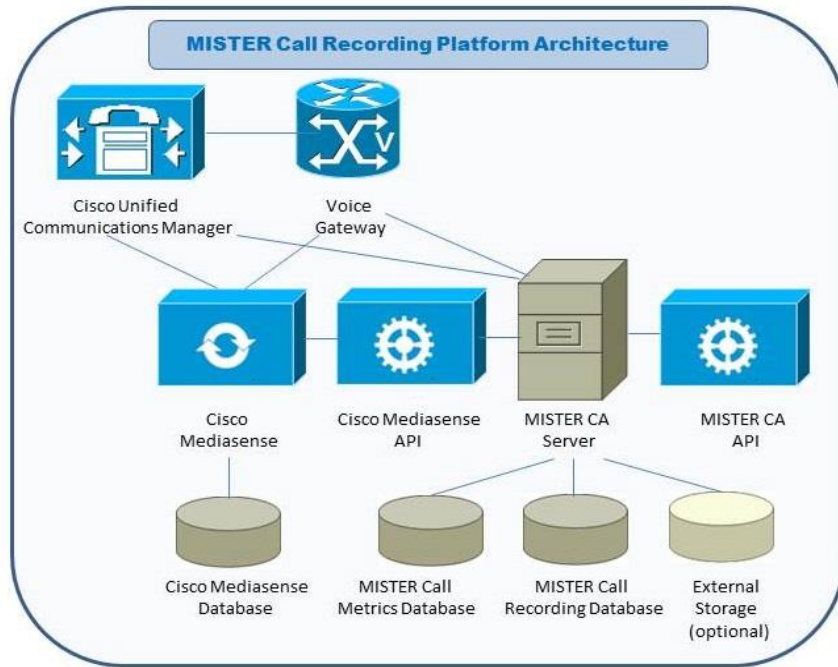 MISTER Call Recording Platform Architecture
V
Cisco Unified
Communications Manager
Voice
Gateway
Cisco
Mediasense
Cisco Mediasense
API
MISTER CA
Server
MISTER CA
API
Cisco Mediasense
Database
MISTER Call
Metrics Database
MISTER Call
Recording Database
External
Storage
(optional)